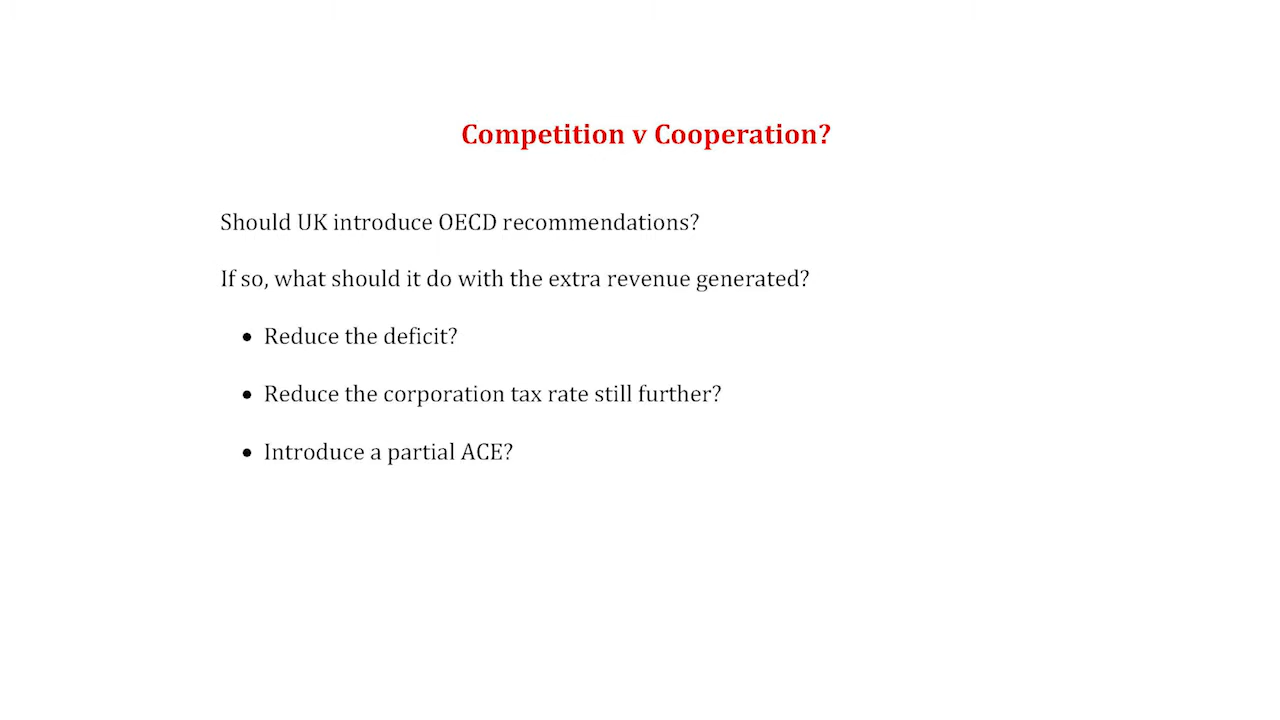 Competition v Cooperation?
Should UK introduce OECD recommendations?
If so, what should it do with the extra revenue generated?
• Reduce the deficit?
• Reduce the corporation tax rate still further?
• Introduce a partial ACE?